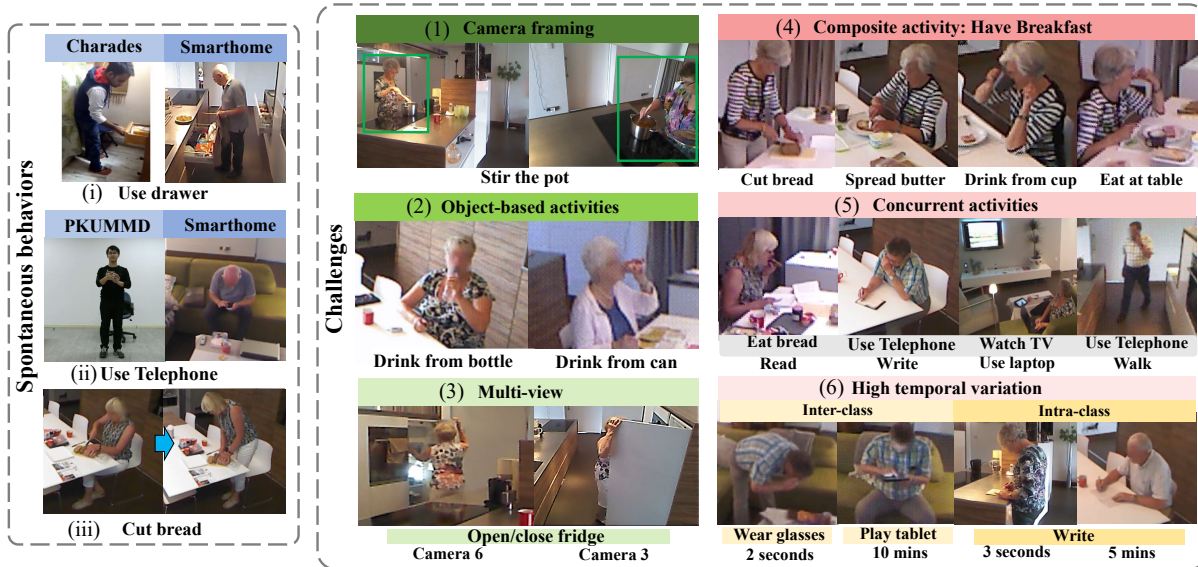 Spontaneous behaviors
Charades Smarthome
(i) Use drawer
PKUMMD Smarthome
(ii) Use Telephone
(iii) Cut bread
Challenges
(1) Camera framing
Stir the pot
(2) Object-based activities
Drink from bottle Drink from can
(3) Multi-view
Open/close fridge
Camera 6 Camera 3
(4) Composite activity: Have Breakfast
Cut bread Spread butter Drink from cup Eat at table
(5) Concurrent activities
Eat bread Use Telephone Watch TV Use Telephone
Read Write Use laptop Walk
(6) High temporal variation
Inter-class Intra-class
Wear glasses Play tablet Write
2 seconds 10 mins 3 seconds 5 mins